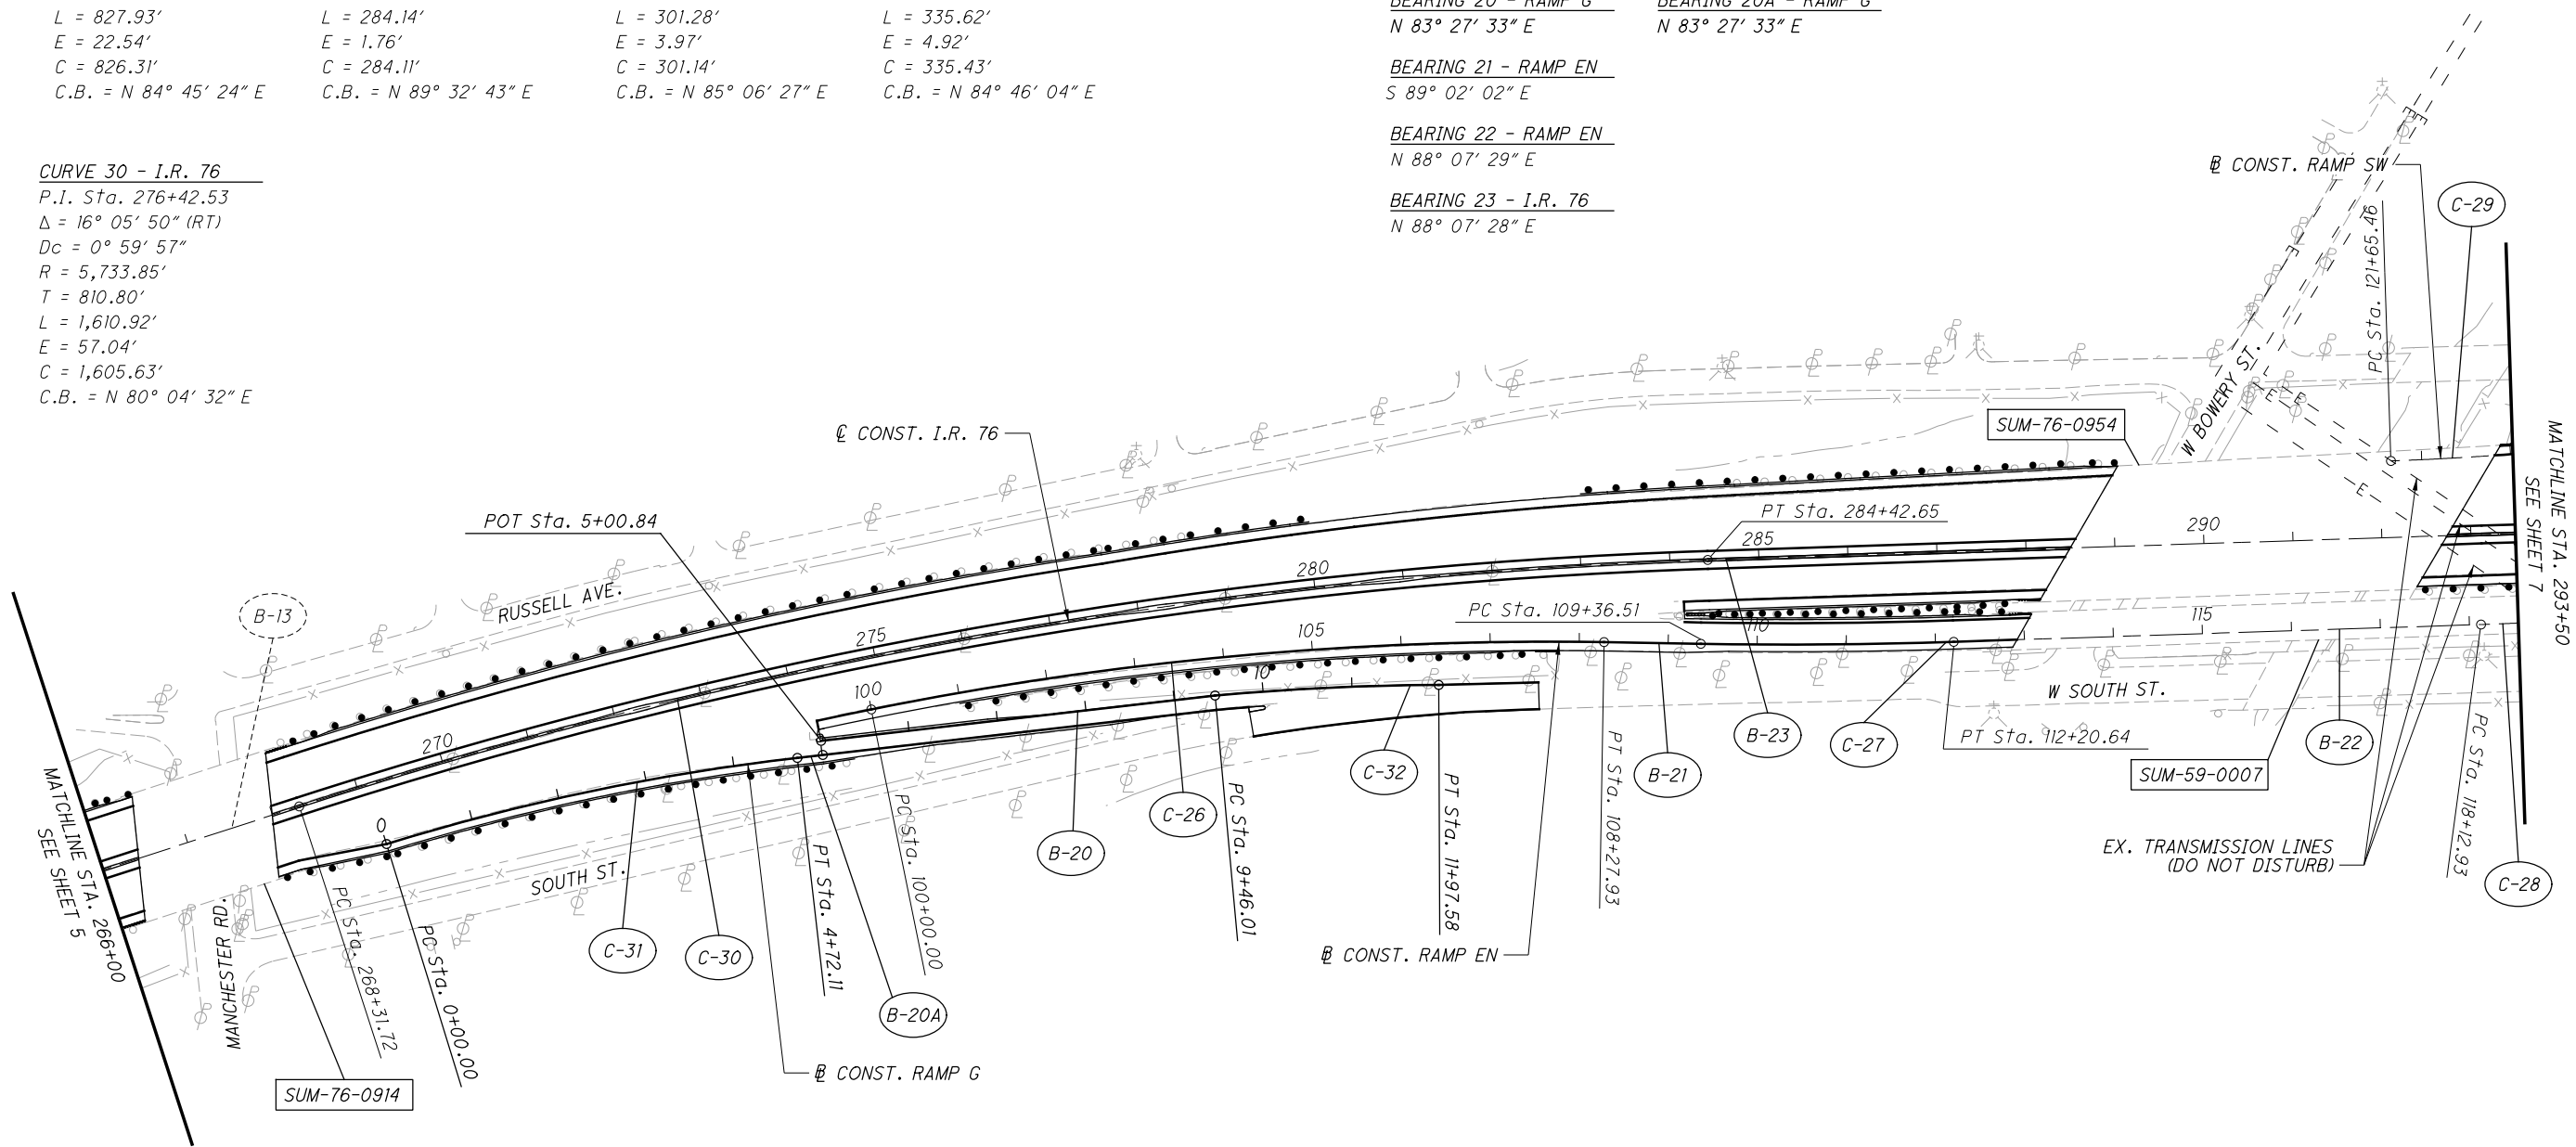 L = 827.93'
E = 22.54'
C = 826.31'
C.B. = N 84° 45' 24" E
L = 284.14'
E = 1.76'
C = 284.11'
C.B. = N 89° 32' 43" E
L = 301.28'
E = 3.97'
C = 301.14'
C.B. = N 85° 06' 27" E
L = 335.62'
E = 4.92'
C = 335.43'
C.B. = N 84° 46' 04" E
BEARING 20 - RAMP G
N 83° 27' 33" E
BEARING 20A - RAMP G
N 83° 27' 33" E
BEARING 21 - RAMP EN
S 89° 02' 02" E
BEARING 22 - RAMP EN
N 88° 07' 29" E
BEARING 23 - I.R. 76
N 88° 07' 28" E
CURVE 30 - I.R. 76
P.I. Sta. 276+42.53
Δ = 16° 05' 50" (RT)
Dc = 0° 59' 57"
R = 5,733.85'
T = 810.80'
L = 1,610.92'
E = 57.04'
C = 1,605.63'
C.B. = N 80° 04' 32" E
℄ CONST. RAMP SW
C-29
PC Sta. 121+65.46
W BOWERY ST.
SUM-76-0954
MATCHLINE STA. 293+50
SEE SHEET 7
℄ CONST. I.R. 76
POT Sta. 5+00.84
PT Sta. 284+42.65
290
285
280
275
270
RUSSELL AVE.
B-13
PC Sta. 109+36.51
105
110
115
100
10
0
W SOUTH ST.
PT Sta. 112+20.64
SUM-59-0007
B-22
PC Sta. 118+12.93
C-28
EX. TRANSMISSION LINES
(DO NOT DISTURB)
C-27
B-23
B-21
PT Sta. 108+27.93
C-32
PT Sta. 11+97.58
℄ CONST. RAMP EN
PC Sta. 9+46.01
C-26
B-20
PC Sta. 100+00.00
B-20A
PT Sta. 4+72.11
℄ CONST. RAMP G
C-30
C-31
SOUTH ST.
PC Sta. 0+00.00
PC Sta. 268+31.72
MANCHESTER RD.
SUM-76-0914
MATCHLINE STA. 266+00
SEE SHEET 5
E
E
E
E
E
E
E